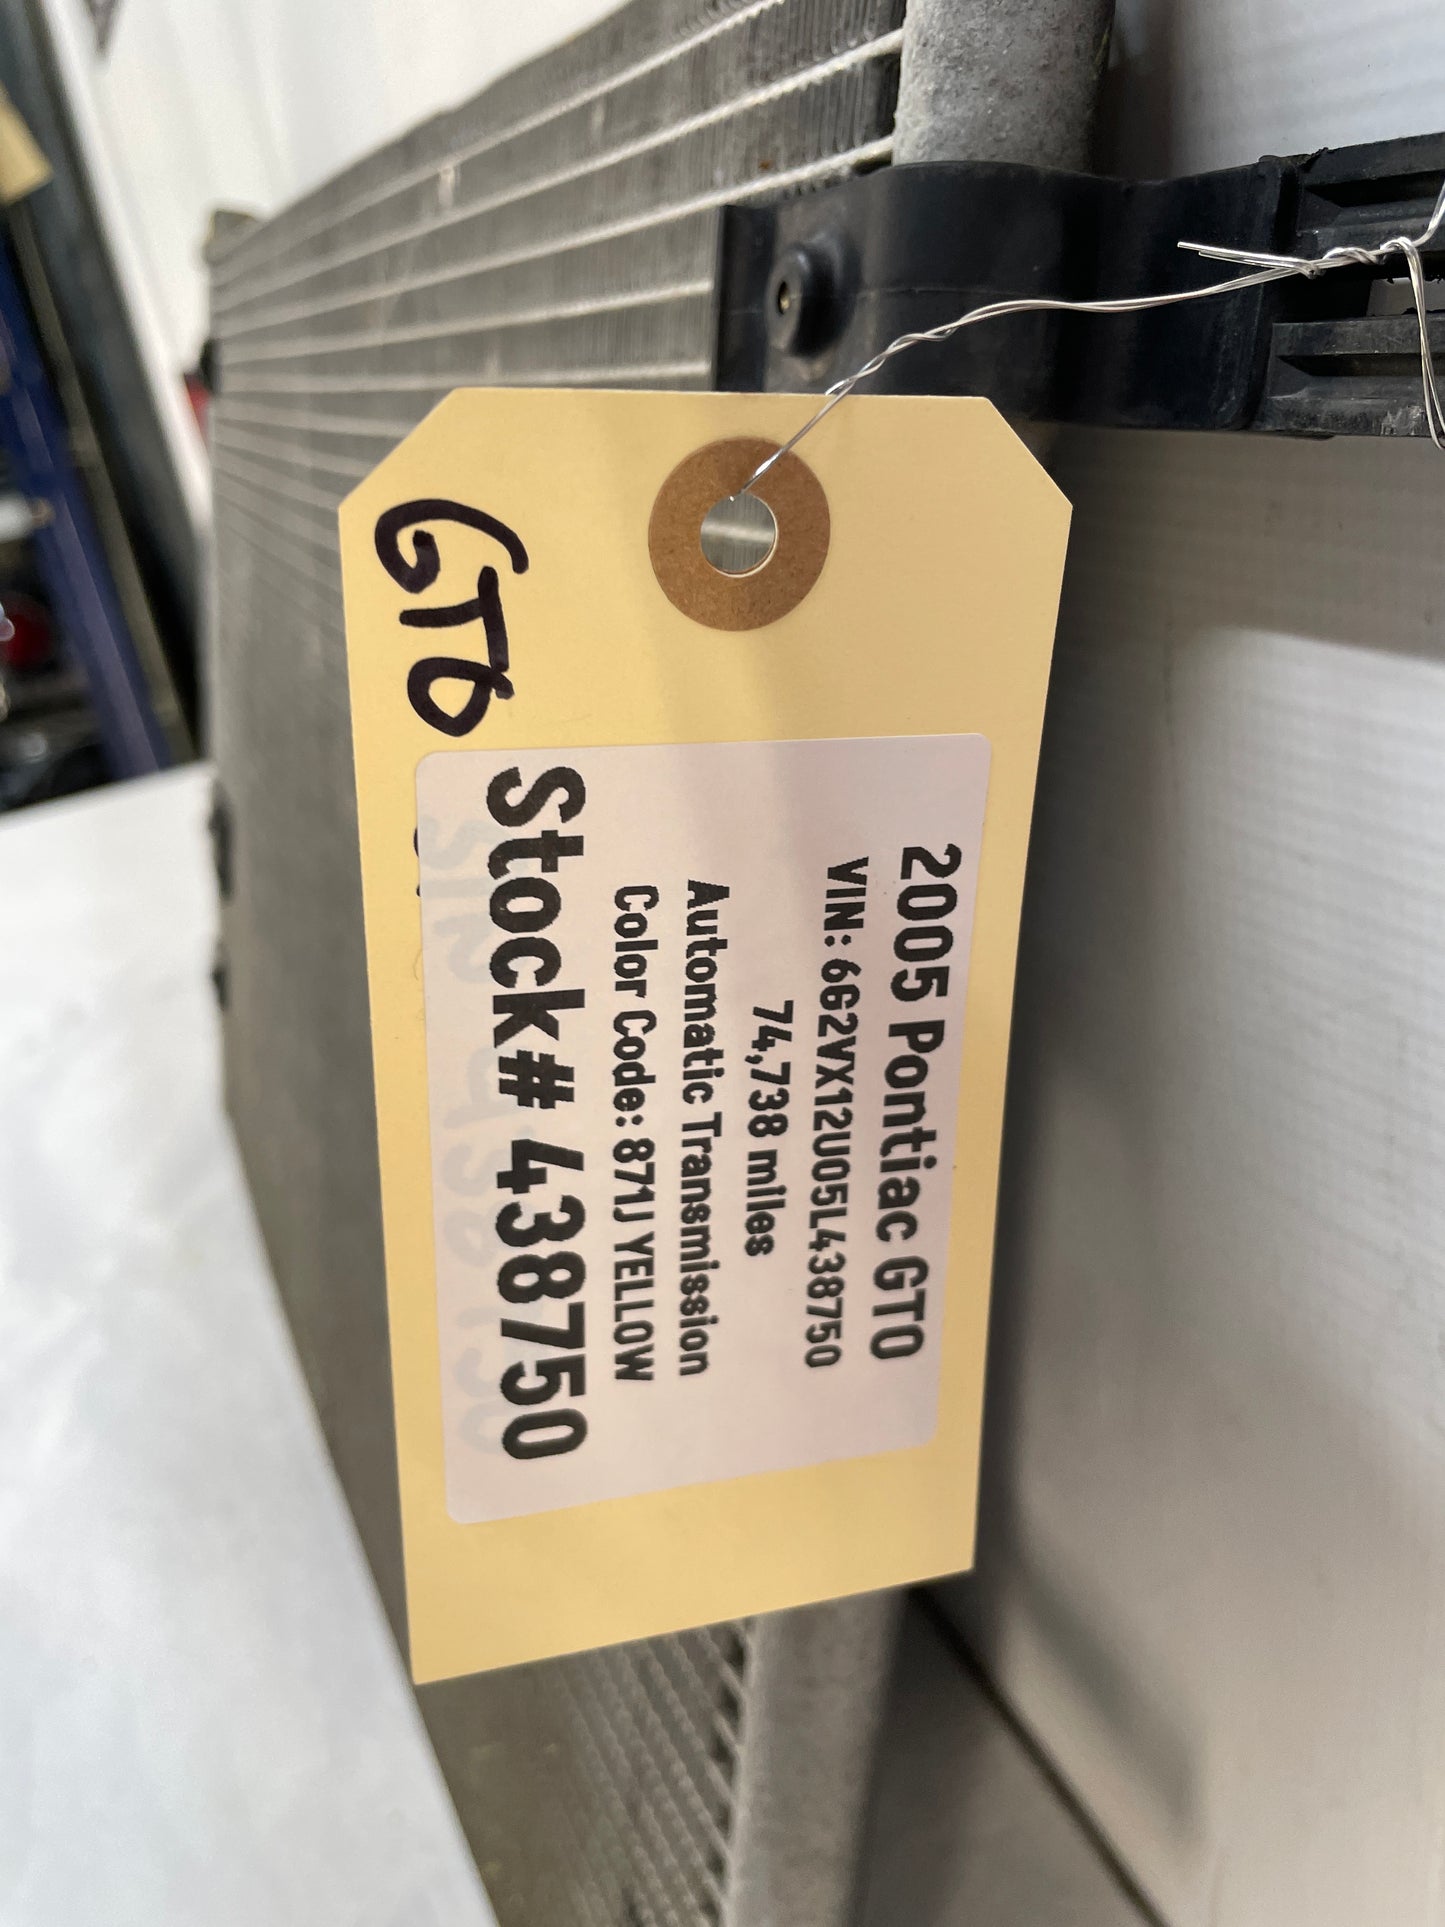 GTO
2005 Pontiac GTO
VIN: 6G2VX12U05L438750
74,738 miles
Automatic Transmission
Color Code: 871J YELLOW
Stock# 438750